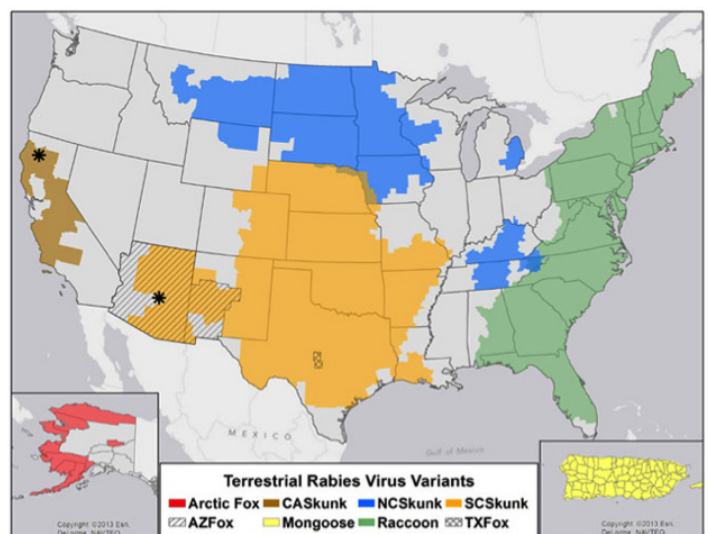 MEXICO
Gulf of Mexico
Terrestrial Rabies Virus Variants
Arctic Fox CASkunk NCSkunk SCSkunk
AZFox Mongoose Raccoon TXFox
Copyright ©2013 Esri,
DeLorme, NAVTEQ
Copyright ©2013 Esri,
DeLorme, NAVTEQ